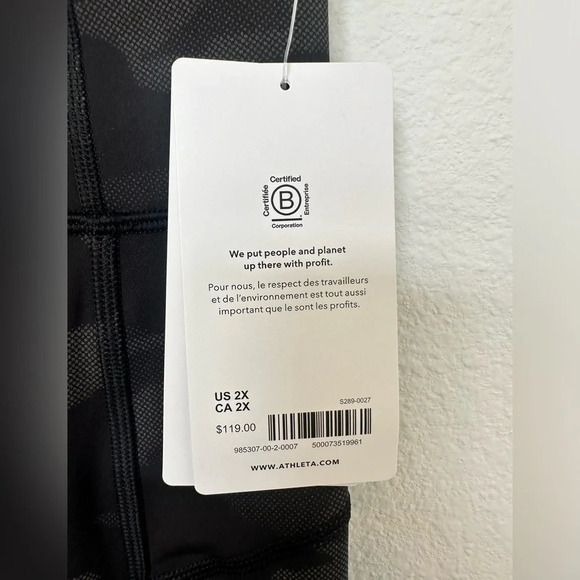 Certified
Certifiée
B
Entreprise
Corporation
We put people and planet
up there with profit.
Pour nous, le respect des travailleurs
et de l'environnement est tout aussi
important que le sont les profits.
US 2X
CA 2X
S289-0027
$119.00
985307-00-2-0007 500073519961
WWW.ATHLETA.COM